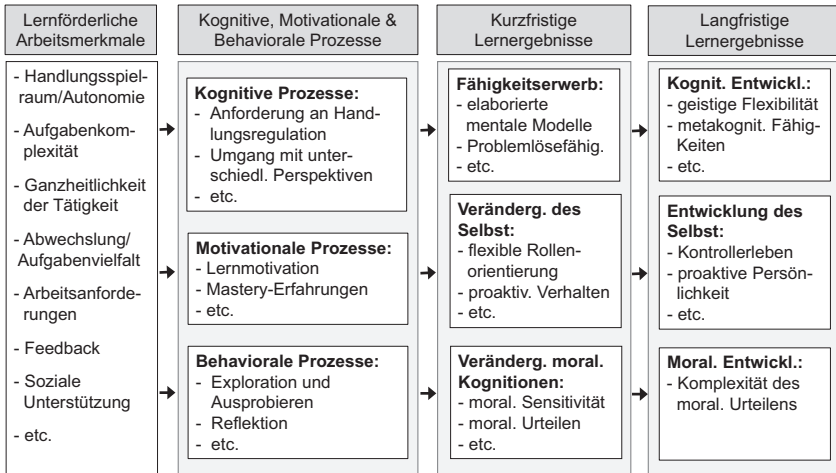 Lernförderliche
Arbeitsmerkmale
- Handlungsspiel-
raum/Autonomie
- Aufgabenkom-
plexität
- Ganzheitlichkeit
der Tätigkeit
- Abwechslung/
Aufgabenvielfalt
- Arbeitsanforde-
rungen
- Feedback
- Soziale
Unterstützung
- etc.
Kognitive, Motivationale &
Behaviorale Prozesse
Kognitive Prozesse:
- Anforderung an Hand-
lungsregulation
- Umgang mit unter-
schiedl. Perspektiven
- etc.
Motivationale Prozesse:
- Lernmotivation
- Mastery-Erfahrungen
- etc.
Behaviorale Prozesse:
- Exploration und
Ausprobieren
- Reflektion
- etc.
Kurzfristige
Lernergebnisse
Fähigkeitserwerb:
- elaborierte
mentale Modelle
- Problemlösefähig.
- etc.
Veränderg. des
Selbst:
- flexible Rollen-
orientierung
- proaktiv. Verhalten
- etc.
Veränderg. moral.
Kognitionen:
- moral. Sensitivität
- moral. Urteilen
- etc.
Langfristige
Lernergebnisse
Kognit. Entwickl.:
- geistige Flexibilität
- metakognit. Fähig-
Keiten
- etc.
Entwicklung des
Selbst:
- Kontrollerleben
- proaktive Persön-
lichkeit
- etc.
Moral. Entwickl.:
- Komplexität des
moral. Urteilens